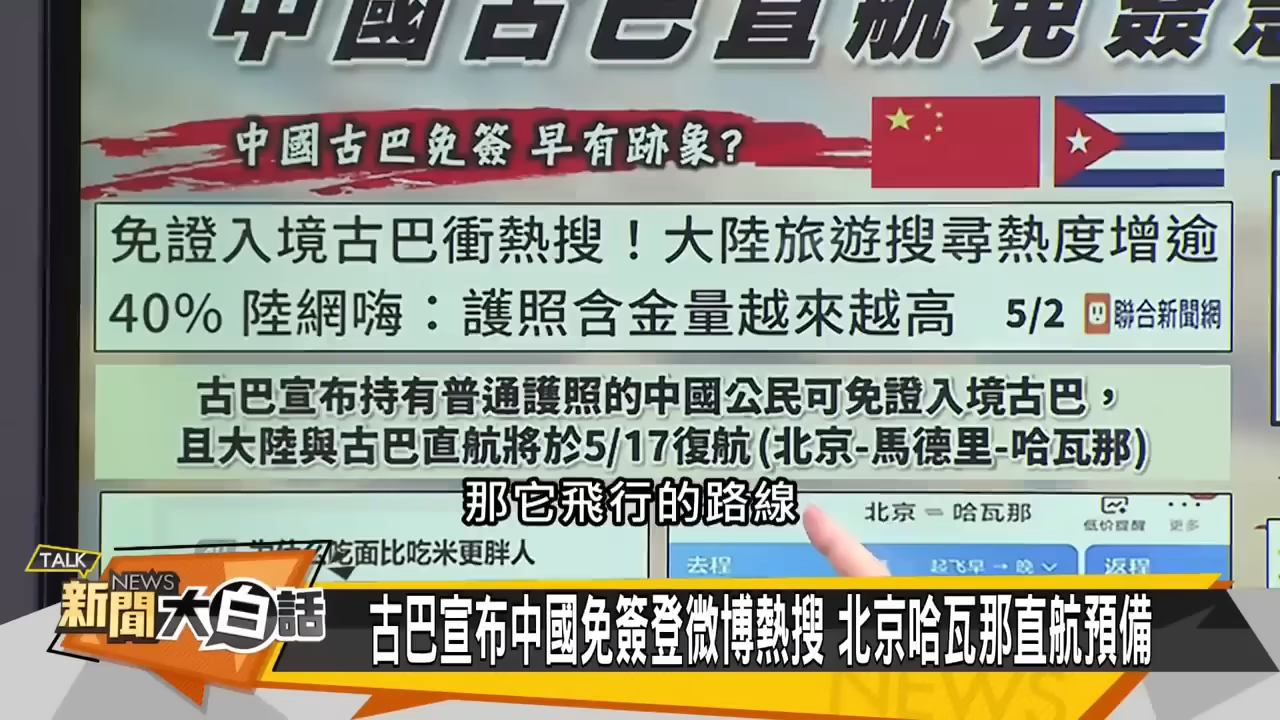 中國古巴直航免簽
中國古巴免簽 早有跡象?
免證入境古巴衝熱搜！大陸旅遊搜尋熱度增逾
40% 陸網嗨：護照含金量越來越高 5/2 聯合新聞網
古巴宣布持有普通護照的中國公民可免證入境古巴，
且大陸與古巴直航將於5/17復航(北京-馬德里-哈瓦那)
那它飛行的路線
北京 哈瓦那
低价提醒 更多
吃面比吃米更胖人
去程 起飞早→晚 返程
TALK
NEWS
新聞大白話
古巴宣布中國免簽登微博熱搜 北京哈瓦那直航預備
NEWS